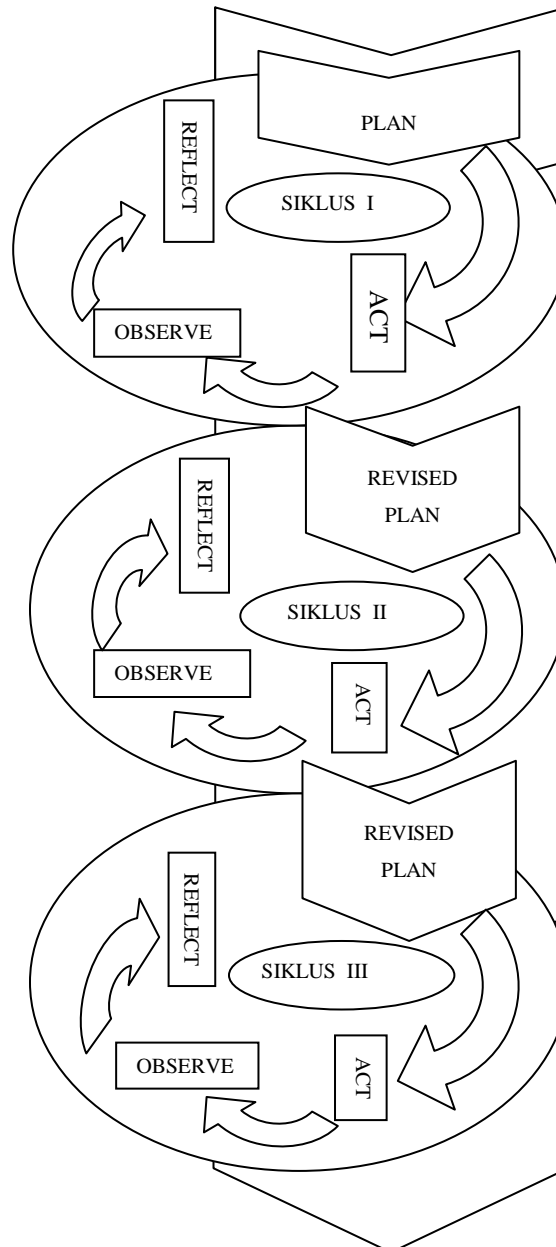 PLAN
REFLECT
SIKLUS I
ACT
OBSERVE
REVISED
PLAN
REFLECT
SIKLUS II
OBSERVE
ACT
REVISED
PLAN
REFLECT
SIKLUS III
OBSERVE
ACT